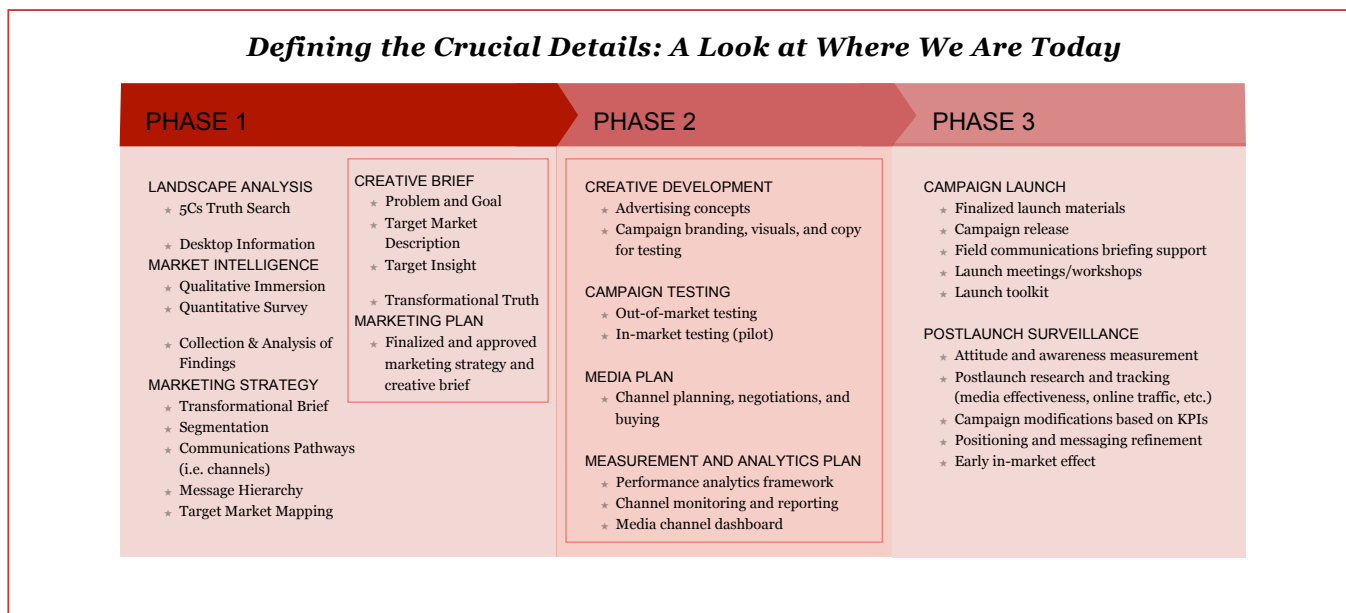 Defining the Crucial Details: A Look at Where We Are Today
PHASE 1
LANDSCAPE ANALYSIS
★ 5Cs Truth Search
★ Desktop Information
MARKET INTELLIGENCE
★ Qualitative Immersion
★ Quantitative Survey
★ Collection & Analysis of
Findings
MARKETING STRATEGY
★ Transformational Brief
★ Segmentation
★ Communications Pathways
(i.e. channels)
★ Message Hierarchy
★ Target Market Mapping
CREATIVE BRIEF
★ Problem and Goal
★ Target Market
Description
★ Target Insight
★ Transformational Truth
MARKETING PLAN
★ Finalized and approved
marketing strategy and
creative brief
PHASE 2
CREATIVE DEVELOPMENT
★ Advertising concepts
★ Campaign branding, visuals, and copy
for testing
CAMPAIGN TESTING
★ Out-of-market testing
★ In-market testing (pilot)
MEDIA PLAN
★ Channel planning, negotiations, and
buying
MEASUREMENT AND ANALYTICS PLAN
★ Performance analytics framework
★ Channel monitoring and reporting
★ Media channel dashboard
PHASE 3
CAMPAIGN LAUNCH
★ Finalized launch materials
★ Campaign release
★ Field communications briefing support
★ Launch meetings/workshops
★ Launch toolkit
POSTLAUNCH SURVEILLANCE
★ Attitude and awareness measurement
★ Postlaunch research and tracking
(media effectiveness, online traffic, etc.)
★ Campaign modifications based on KPIs
★ Positioning and messaging refinement
★ Early in-market effect